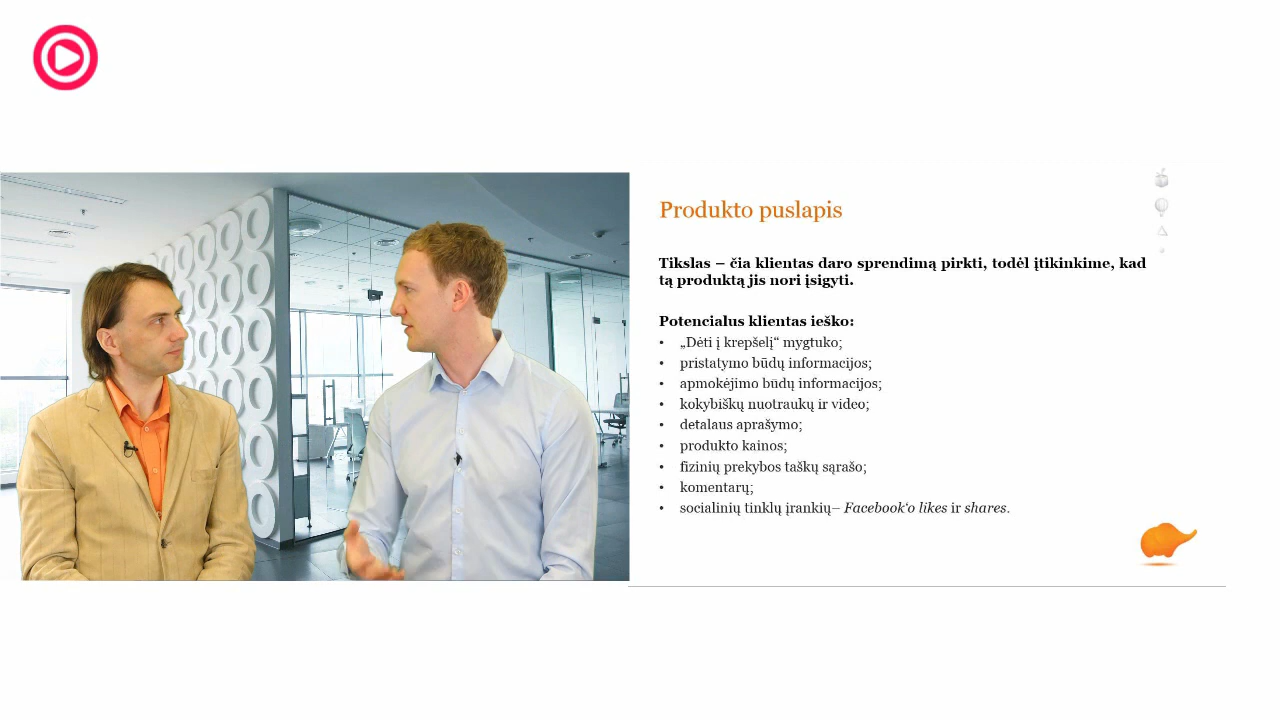 Produkto puslapis
Tikslas – čia klientas daro sprendimą pirkti, todėl įtikinkime, kad
tą produktą jis nori įsigyti.
Potencialus klientas ieško:
• „Dėti į krepšelį“ mygtuko;
• pristatymo būdų informacijos;
• apmokėjimo būdų informacijos;
• kokybiškų nuotraukų ir video;
• detalaus aprašymo;
• produkto kainos;
• fizinių prekybos taškų sąrašo;
• komentarų;
• socialinių tinklų įrankių– Facebook‘o likes ir shares.